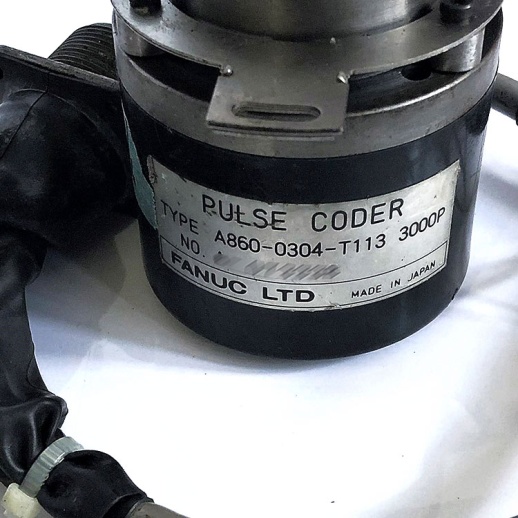 PULSE CODER
TYPE A860-0304-T113 3000P
NO.
FANUC LTD MADE IN JAPAN